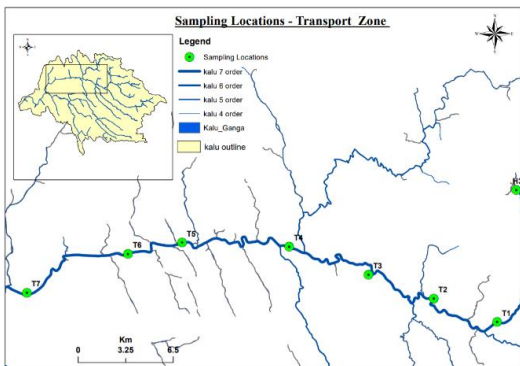 Sampling Locations - Transport Zone
N
Legend
Sampling Locations
kalu 7 order
kalu 6 order
kalu 5 order
kalu 4 order
Kalu_Ganga
kalu outline
T5
T6
T4
T7
T3
T2
T1
Km
0 3.25 6.5